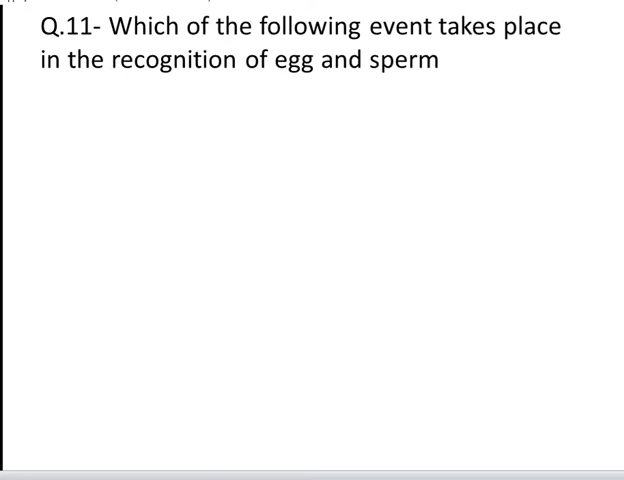 Q.11- Which of the following event takes place
in the recognition of egg and sperm